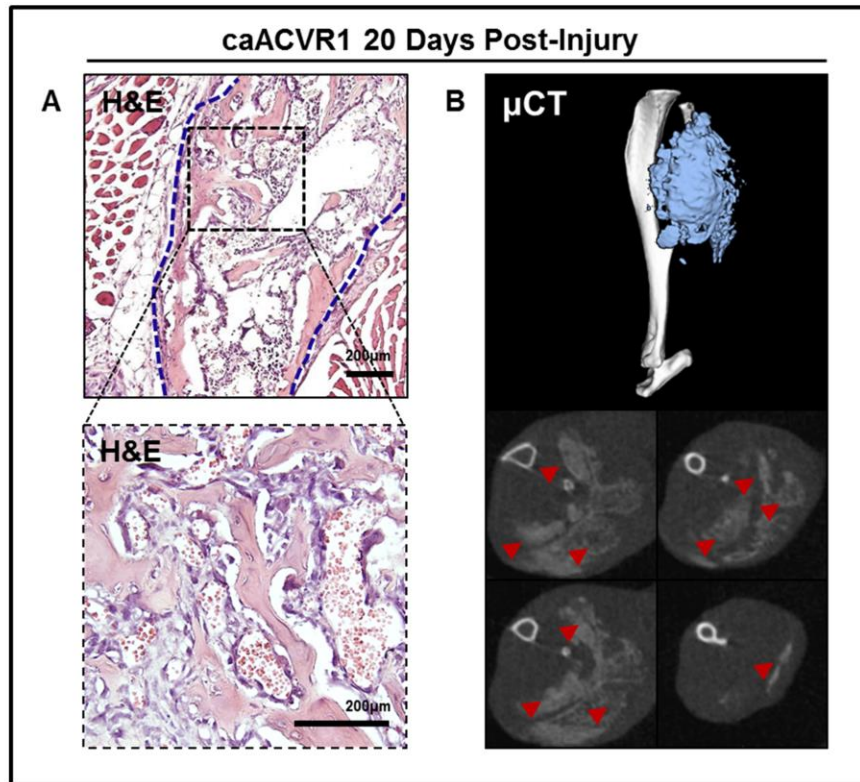 caACVR1 20 Days Post-Injury
A
H&E
200µm
H&E
200µm
B
µCT